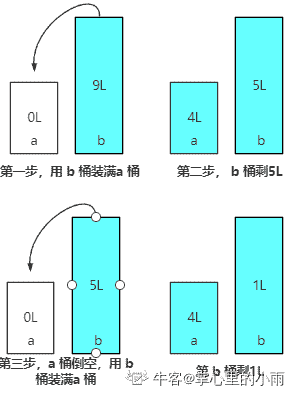 0L
a
9L
b
4L
a
5L
b
第一步，用 b 桶装满a 桶
第二步， b 桶剩5L
0L
a
5L
b
4L
a
1L
b
第三步，a 桶倒空，用 b
桶装满a 桶
第 b 桶剩1L
牛客@掌心里的小雨